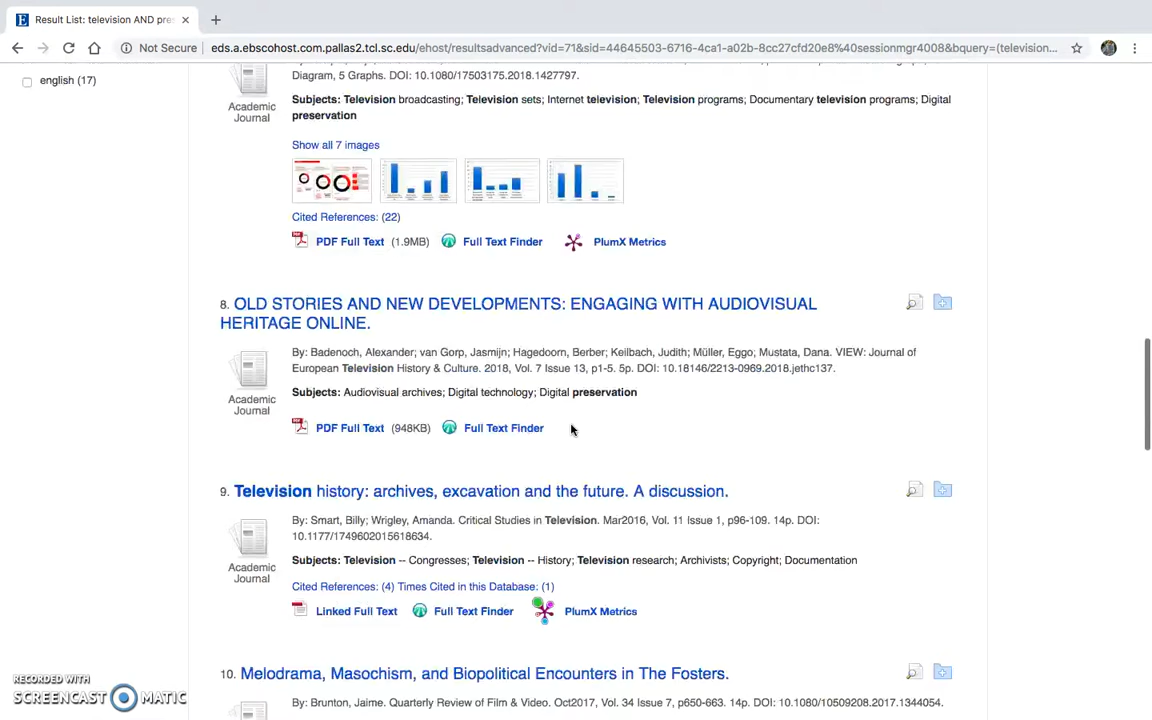 Result List: television AND pre
Not Secure eds.a.ebscohost.com.pallas2.tcl.sc.edu/ehost/resultsadvanced?vid=71&sid=44645503-6716-4ca1-a02b-8cc27cfd20e8%40sessionmgr4008&bquery=(television...
english (17)
Diagram, 5 Graphs. DOI: 10.1080/17503175.2018.1427797.
Academic
Journal
Subjects: Television broadcasting; Television sets; Internet television; Television programs; Documentary television programs; Digital
preservation
Show all 7 images
Cited References: (22)
PDF Full Text (1.9MB) Full Text Finder PlumX Metrics
8. OLD STORIES AND NEW DEVELOPMENTS: ENGAGING WITH AUDIOVISUAL
HERITAGE ONLINE.
By: Badenoch, Alexander; van Gorp, Jasmijn; Hagedoorn, Berber; Keilbach, Judith; Müller, Eggo; Mustata, Dana. VIEW: Journal of
European Television History & Culture. 2018, Vol. 7 Issue 13, p1-5. 5p. DOI: 10.18146/2213-0969.2018.jethc137.
Subjects: Audiovisual archives; Digital technology; Digital preservation
Academic
Journal
PDF Full Text (948KB) Full Text Finder
9. Television history: archives, excavation and the future. A discussion.
By: Smart, Billy; Wrigley, Amanda. Critical Studies in Television. Mar2016, Vol. 11 Issue 1, p96-109. 14p. DOI:
10.1177/1749602015618634.
Subjects: Television -- Congresses; Television -- History; Television research; Archivists; Copyright; Documentation
Academic
Journal
Cited References: (4) Times Cited in this Database: (1)
Linked Full Text Full Text Finder PlumX Metrics
10. Melodrama, Masochism, and Biopolitical Encounters in The Fosters.
By: Brunton, Jaime. Quarterly Review of Film & Video. Oct2017, Vol. 34 Issue 7, p650-663. 14p. DOI: 10.1080/10509208.2017.1344054.
RECORDED WITH
SCREENCAST MATIC